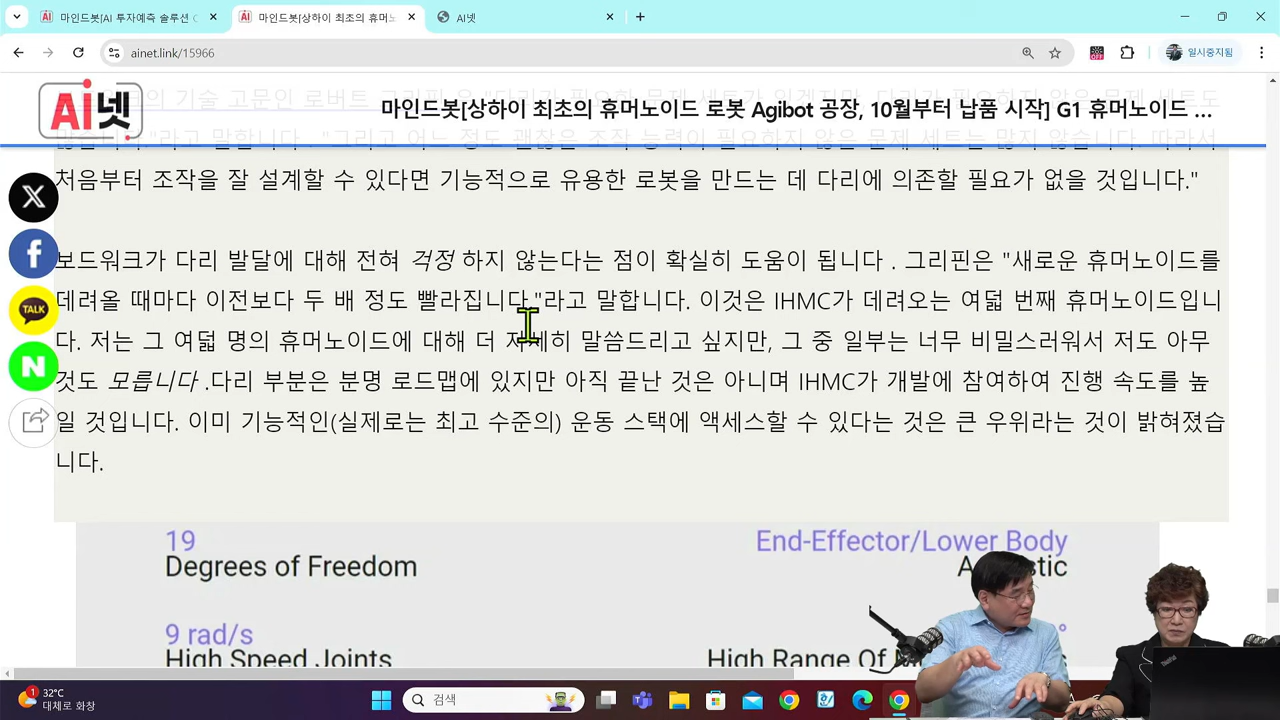 마인드봇[AI 투자예측 솔루션 (
마인드봇[상하이 최초의 휴머노
AI넷
ainet.link/15966
일시중지됨
Ai넷
마인드봇[상하이 최초의 휴머노이드 로봇 Agibot 공장, 10월부터 납품 시작] G1 휴머노이드 ...
처음부터 조작을 잘 설계할 수 있다면 기능적으로 유용한 로봇을 만드는 데 다리에 의존할 필요가 없을 것입니다."
보드워크가 다리 발달에 대해 전혀 걱정 하지 않는다는 점이 확실히 도움이 됩니다 . 그리핀은 "새로운 휴머노이드를
데려올 때마다 이전보다 두 배 정도 빨라집니다."라고 말합니다. 이것은 IHMC가 데려오는 여덟 번째 휴머노이드입니
다. 저는 그 여덟 명의 휴머노이드에 대해 더 자세히 말씀드리고 싶지만, 그 중 일부는 너무 비밀스러워서 저도 아무
것도 모릅니다 .다리 부분은 분명 로드맵에 있지만 아직 끝난 것은 아니며 IHMC가 개발에 참여하여 진행 속도를 높
일 것입니다. 이미 기능적인(실제로는 최고 수준의) 운동 스택에 액세스할 수 있다는 것은 큰 우위라는 것이 밝혀졌습
니다.
TALK
N
19
Degrees of Freedom
End-Effector/Lower Body
9 rad/s
High Speed Joints
High Range Of
1
32°C
대체로 화창
검색
ThinkPad